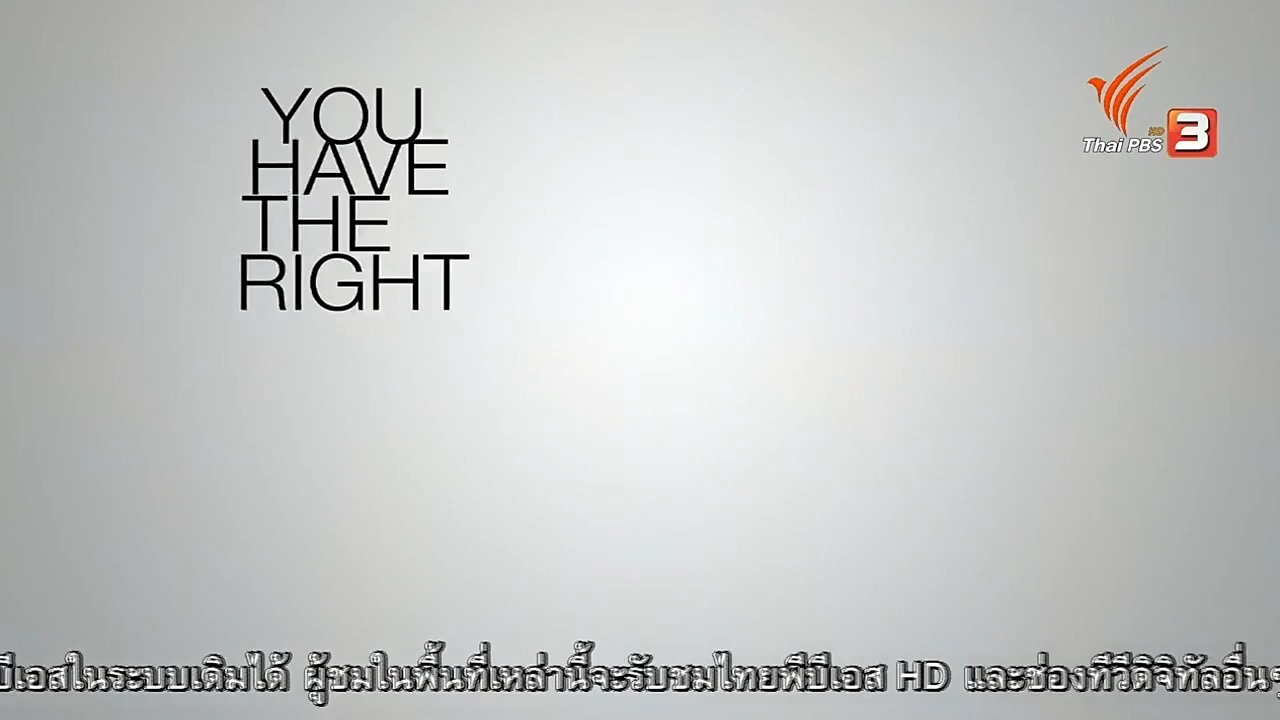 YOU
HAVE
THE
RIGHT
HD
Thai PBS 3
ปีเอสในระบบเดิมได้ ผู้ชมในพื้นที่เหล่านี้จะรับชมไทยพีบีเอส HD และช่องทีวีดิจิทัลอื่นๆ